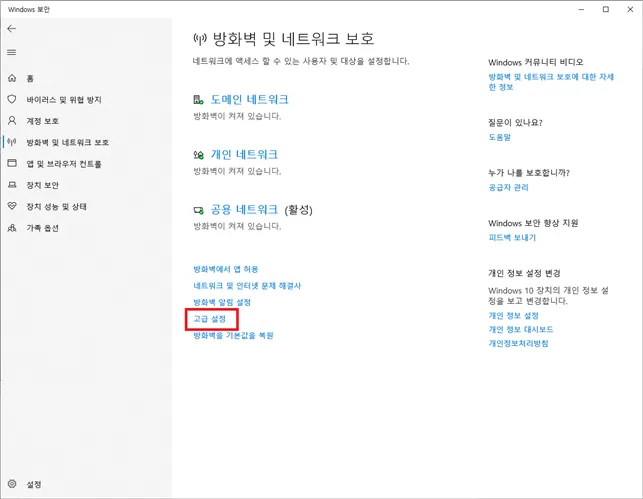 Windows 보안
홈
바이러스 및 위협 방지
계정 보호
방화벽 및 네트워크 보호
앱 및 브라우저 컨트롤
장치 보안
장치 성능 및 상태
가족 옵션
설정
방화벽 및 네트워크 보호
네트워크에 액세스 할 수 있는 사용자 및 대상을 설정합니다.
도메인 네트워크
방화벽이 켜져 있습니다.
개인 네트워크
방화벽이 켜져 있습니다.
공용 네트워크 (활성)
방화벽이 켜져 있습니다.
방화벽에서 앱 허용
네트워크 및 인터넷 문제 해결사
방화벽 알림 설정
고급 설정
방화벽을 기본값을 복원
Windows 커뮤니티 비디오
방화벽 및 네트워크 보호에 대한 자세
한 정보
질문이 있나요?
도움말
누가 나를 보호합니까?
공급자 관리
Windows 보안 향상 지원
피드백 보내기
개인 정보 설정 변경
Windows 10 장치의 개인 정보 설
정을 보고 변경합니다.
개인 정보 설정
개인 정보 대시보드
개인정보처리방침